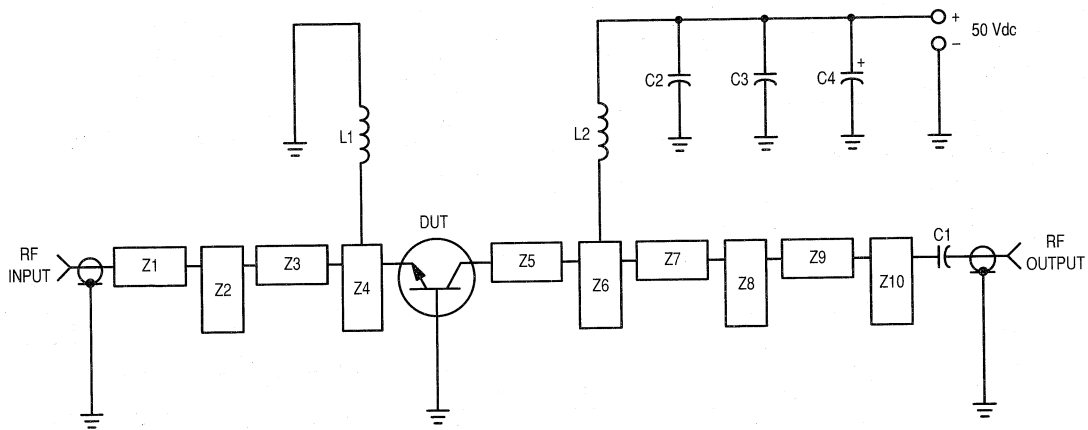 +
50 Vdc
–
C2
C3
C4
+
L1
L2
DUT
RF
INPUT
Z1
Z2
Z3
Z4
Z5
Z6
Z7
Z8
Z9
Z10
C1
RF
OUTPUT